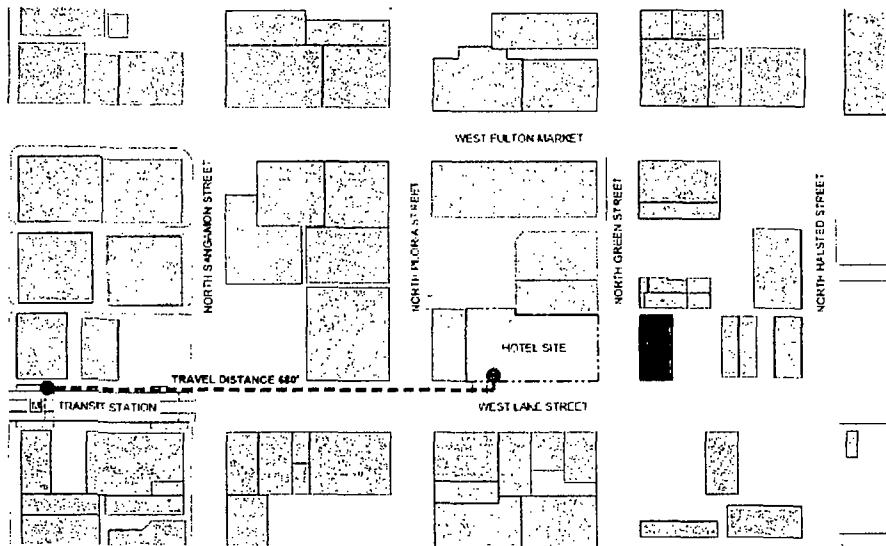 WEST FULTON MARKET
NORTH SANGAMON STREET
NORTH PEORIA STREET
NORTH GREEN STREET
NORTH HALSTED STREET
HOTEL SITE
TRAVEL DISTANCE 680'
TRANSIT STATION
WEST LAKE STREET